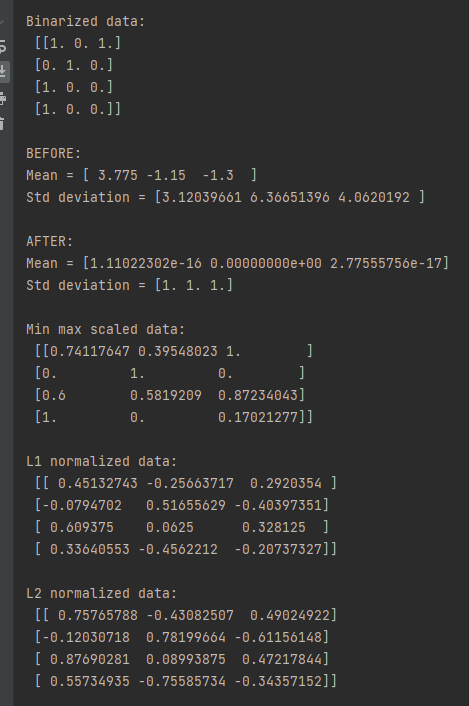 Binarized data:
 [[1. 0. 1.]
 [0. 1. 0.]
 [1. 0. 0.]
 [1. 0. 0.]]
BEFORE:
Mean = [ 3.775 -1.15  -1.3  ]
Std deviation = [3.12039661 6.36651396 4.0620192 ]
AFTER:
Mean = [1.11022302e-16 0.00000000e+00 2.77555756e-17]
Std deviation = [1. 1. 1.]
Min max scaled data:
 [[0.74117647 0.39548023 1.        ]
 [0.         1.         0.        ]
 [0.6        0.5819209  0.87234043]
 [1.         0.         0.17021277]]
L1 normalized data:
 [[ 0.45132743 -0.25663717  0.2920354 ]
 [-0.0794702   0.51655629 -0.40397351]
 [ 0.609375    0.0625      0.328125  ]
 [ 0.33640553 -0.4562212  -0.20737327]]
L2 normalized data:
 [[ 0.75765788 -0.43082507  0.49024922]
 [-0.12030718  0.78199664 -0.61156148]
 [ 0.87690281  0.08993875  0.47217844]
 [ 0.55734935 -0.75585734 -0.34357152]]